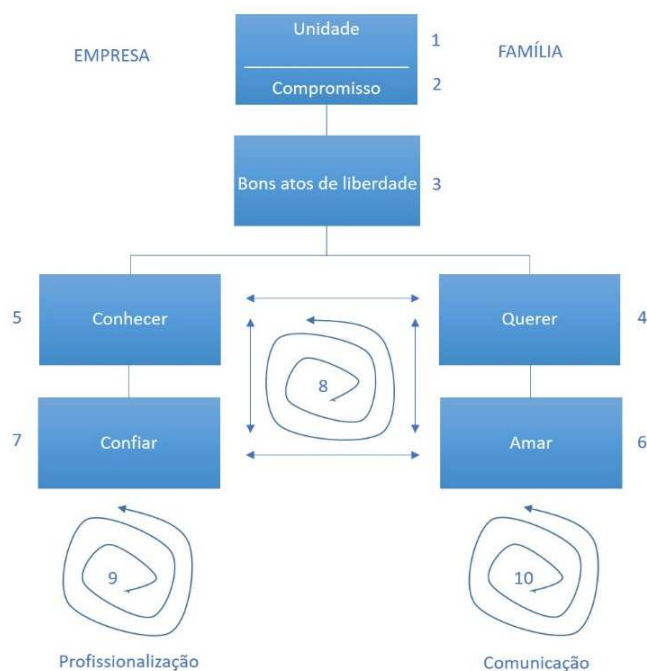 Unidade
1
EMPRESA
FAMÍLIA
Compromisso
2
Bons atos de liberdade
3
5
Conhecer
Querer
4
8
7
Confiar
Amar
6
9
10
Profissionalização
Comunicação